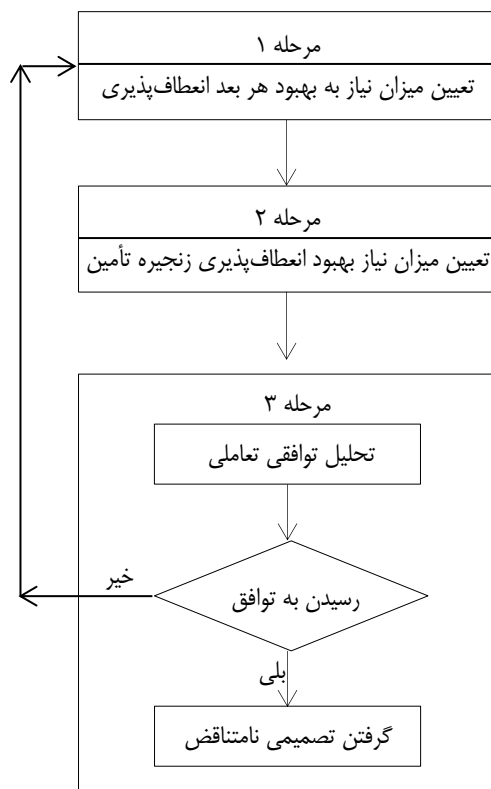 مرحله ۱
تعیین میزان نیاز به بهبود هر بعد انعطاف‌پذیری
مرحله ۲
تعیین میزان نیاز بهبود انعطاف‌پذیری زنجیره تأمین
مرحله ۳
تحلیل توافقی تعاملی
رسیدن به توافق
خیر
بلی
گرفتن تصمیمی نامتناقض